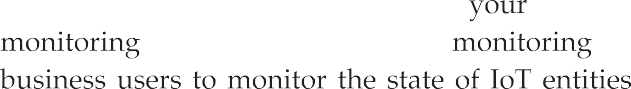 your
monitoring monitoring
business users to monitor the state of IoT entities